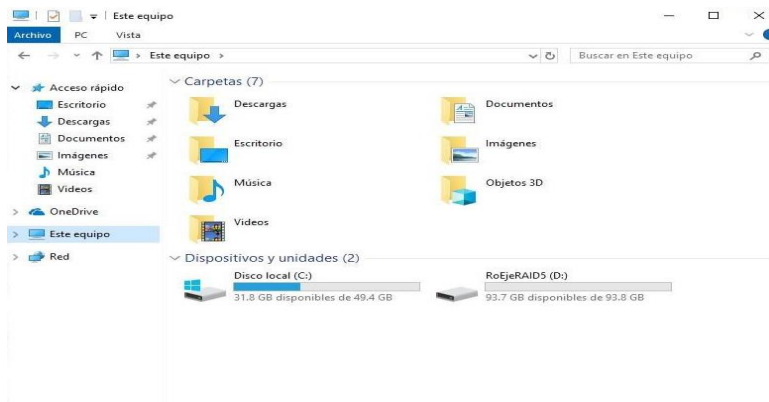 Este equipo
Archivo PC Vista
Este equipo
Buscar en Este equipo
Acceso rápido
Escritorio
Descargas
Documentos
Imágenes
Música
Videos
OneDrive
Este equipo
Red
Carpetas (7)
Descargas
Documentos
Escritorio
Imágenes
Música
Objetos 3D
Videos
Dispositivos y unidades (2)
Disco local (C:)
31.8 GB disponibles de 49.4 GB
RoEjeRAID5 (D:)
93.7 GB disponibles de 93.8 GB